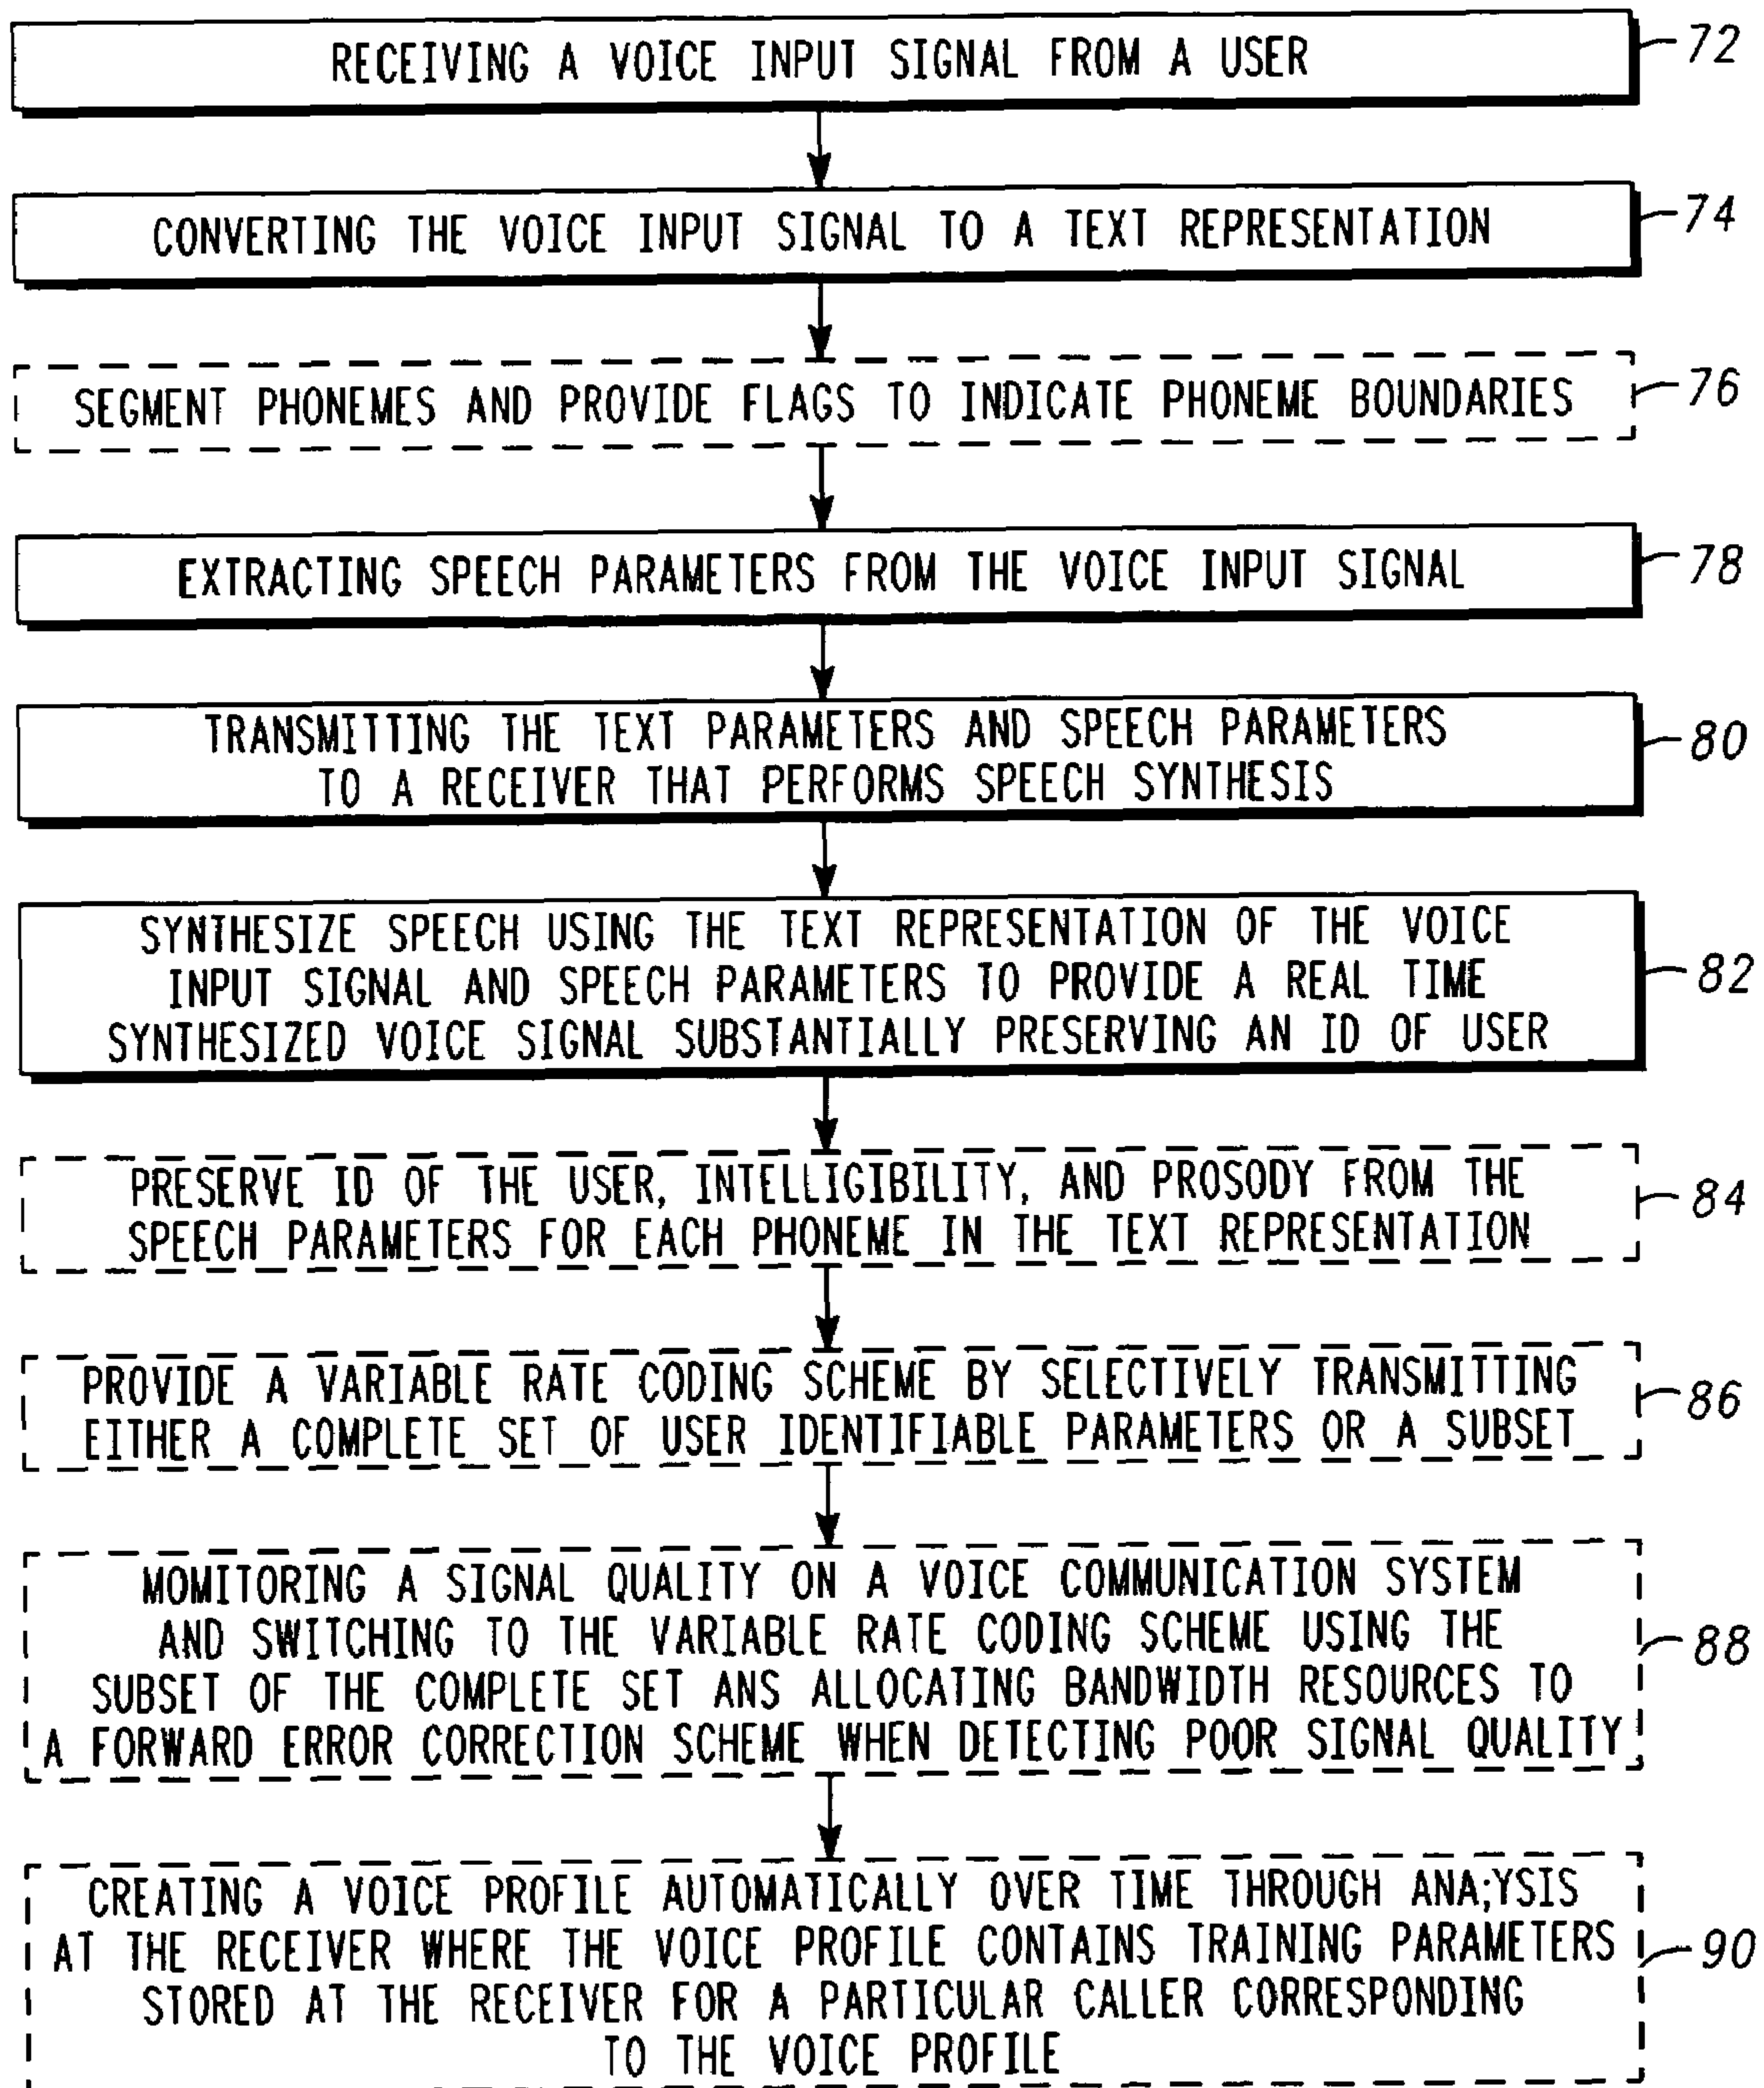 RECEIVING A VOICE INPUT SIGNAL FROM A USER
72
CONVERTING THE VOICE INPUT SIGNAL TO A TEXT REPRESENTATION
74
SEGMENT PHONEMES AND PROVIDE FLAGS TO INDICATE PHONEME BOUNDARIES
76
EXTRACTING SPEECH PARAMETERS FROM THE VOICE INPUT SIGNAL
78
TRANSMITTING THE TEXT PARAMETERS AND SPEECH PARAMETERS
TO A RECEIVER THAT PERFORMS SPEECH SYNTHESIS
80
SYNTHESIZE SPEECH USING THE TEXT REPRESENTATION OF THE VOICE
INPUT SIGNAL AND SPEECH PARAMETERS TO PROVIDE A REAL TIME
SYNTHESIZED VOICE SIGNAL SUBSTANTIALLY PRESERVING AN ID OF USER
82
PRESERVE ID OF THE USER, INTELLIGIBILITY, AND PROSODY FROM THE
SPEECH PARAMETERS FOR EACH PHONEME IN THE TEXT REPRESENTATION
84
PROVIDE A VARIABLE RATE CODING SCHEME BY SELECTIVELY TRANSMITTING
EITHER A COMPLETE SET OF USER IDENTIFIABLE PARAMETERS OR A SUBSET
86
MOMITORING A SIGNAL QUALITY ON A VOICE COMMUNICATION SYSTEM
AND SWITCHING TO THE VARIABLE RATE CODING SCHEME USING THE
SUBSET OF THE COMPLETE SET ANS ALLOCATING BANDWIDTH RESOURCES TO
A FORWARD ERROR CORRECTION SCHEME WHEN DETECTING POOR SIGNAL QUALITY
88
CREATING A VOICE PROFILE AUTOMATICALLY OVER TIME THROUGH ANA;YSIS
AT THE RECEIVER WHERE THE VOICE PROFILE CONTAINS TRAINING PARAMETERS
STORED AT THE RECEIVER FOR A PARTICULAR CALLER CORRESPONDING
TO THE VOICE PROFILE
90